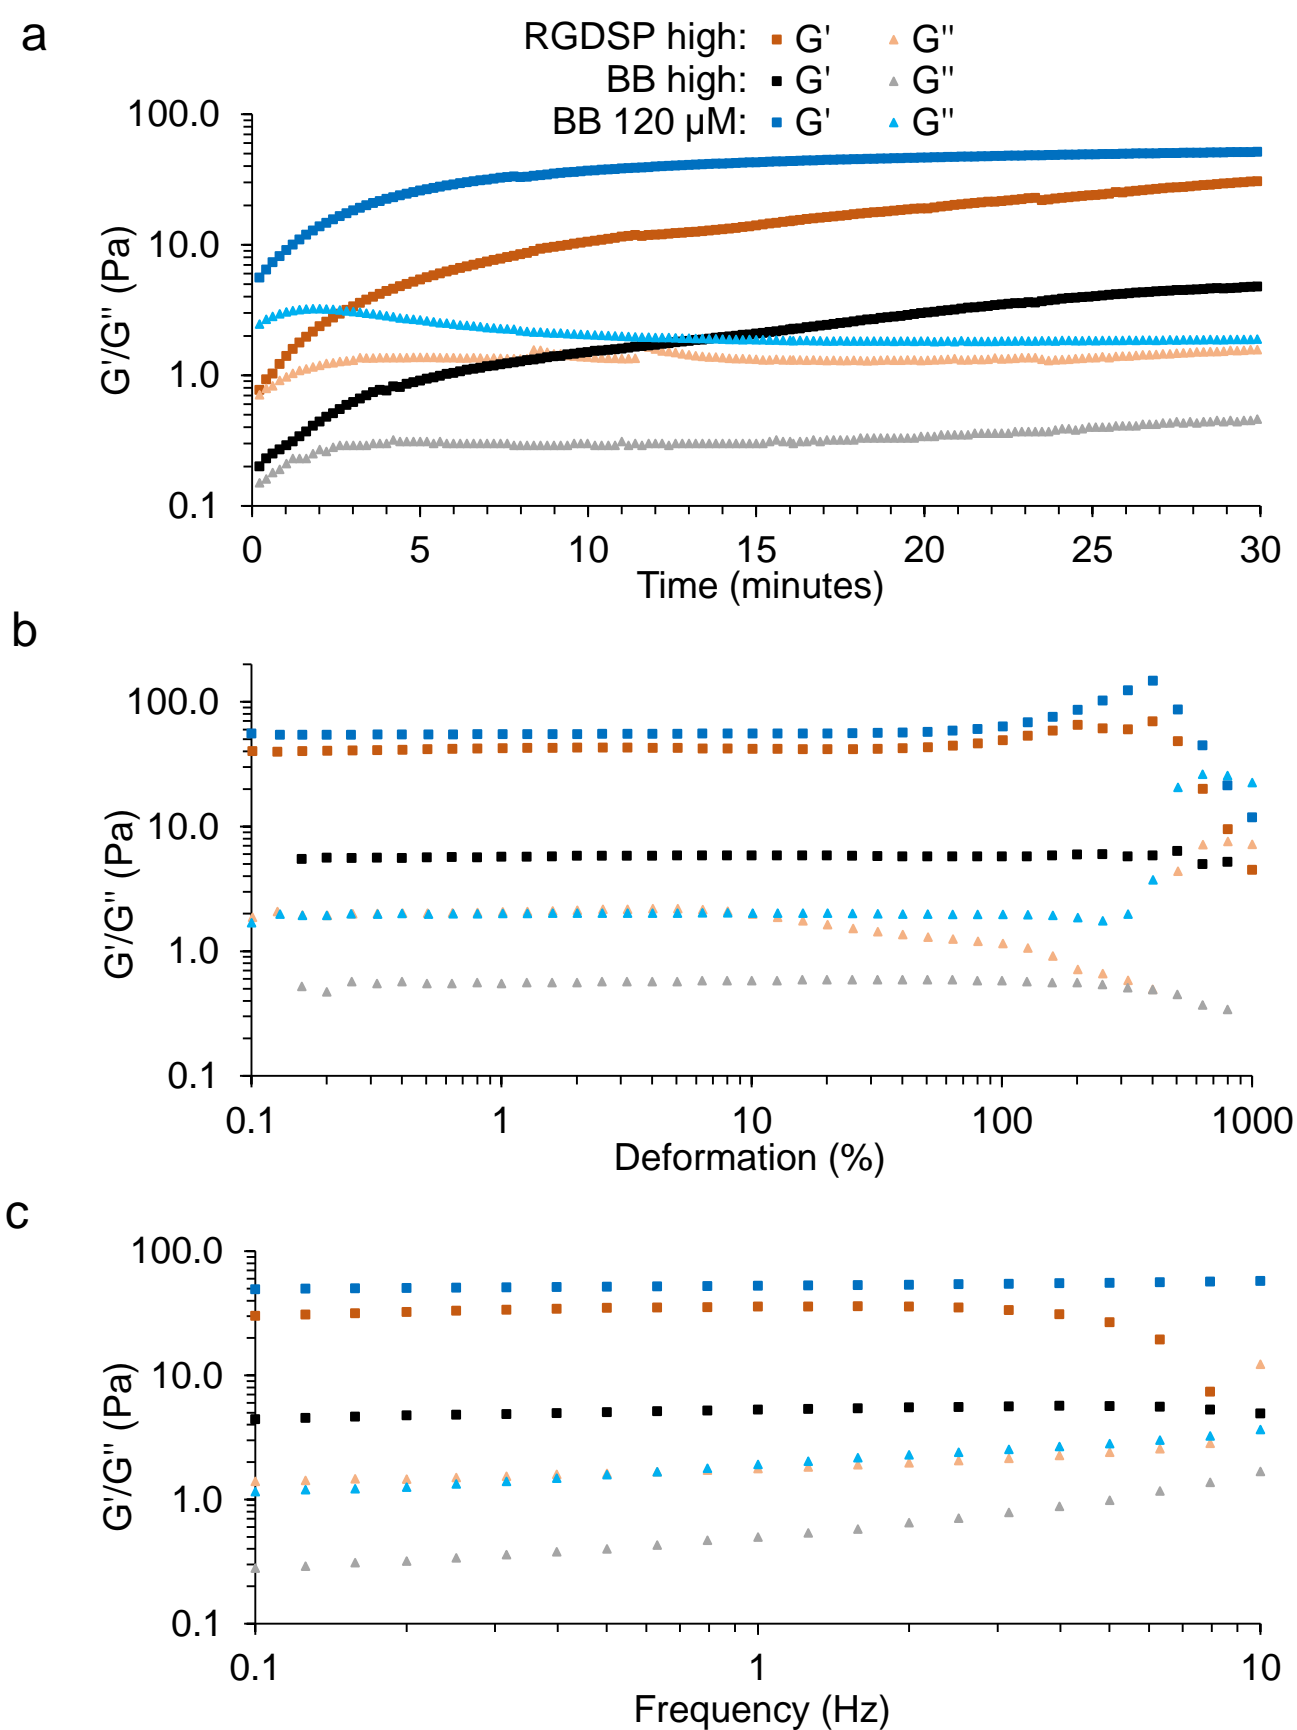 a
RGDSP high: G' G''
BB high: G' G''
BB 120 µM: G' G''
100.0
10.0
1.0
0.1
G'/G'' (Pa)
0 5 10 15 20 25 30
Time (minutes)
b
100.0
10.0
1.0
0.1
G'/G'' (Pa)
0.1 1 10 100 1000
Deformation (%)
c
100.0
10.0
1.0
0.1
G'/G'' (Pa)
0.1 1 10
Frequency (Hz)